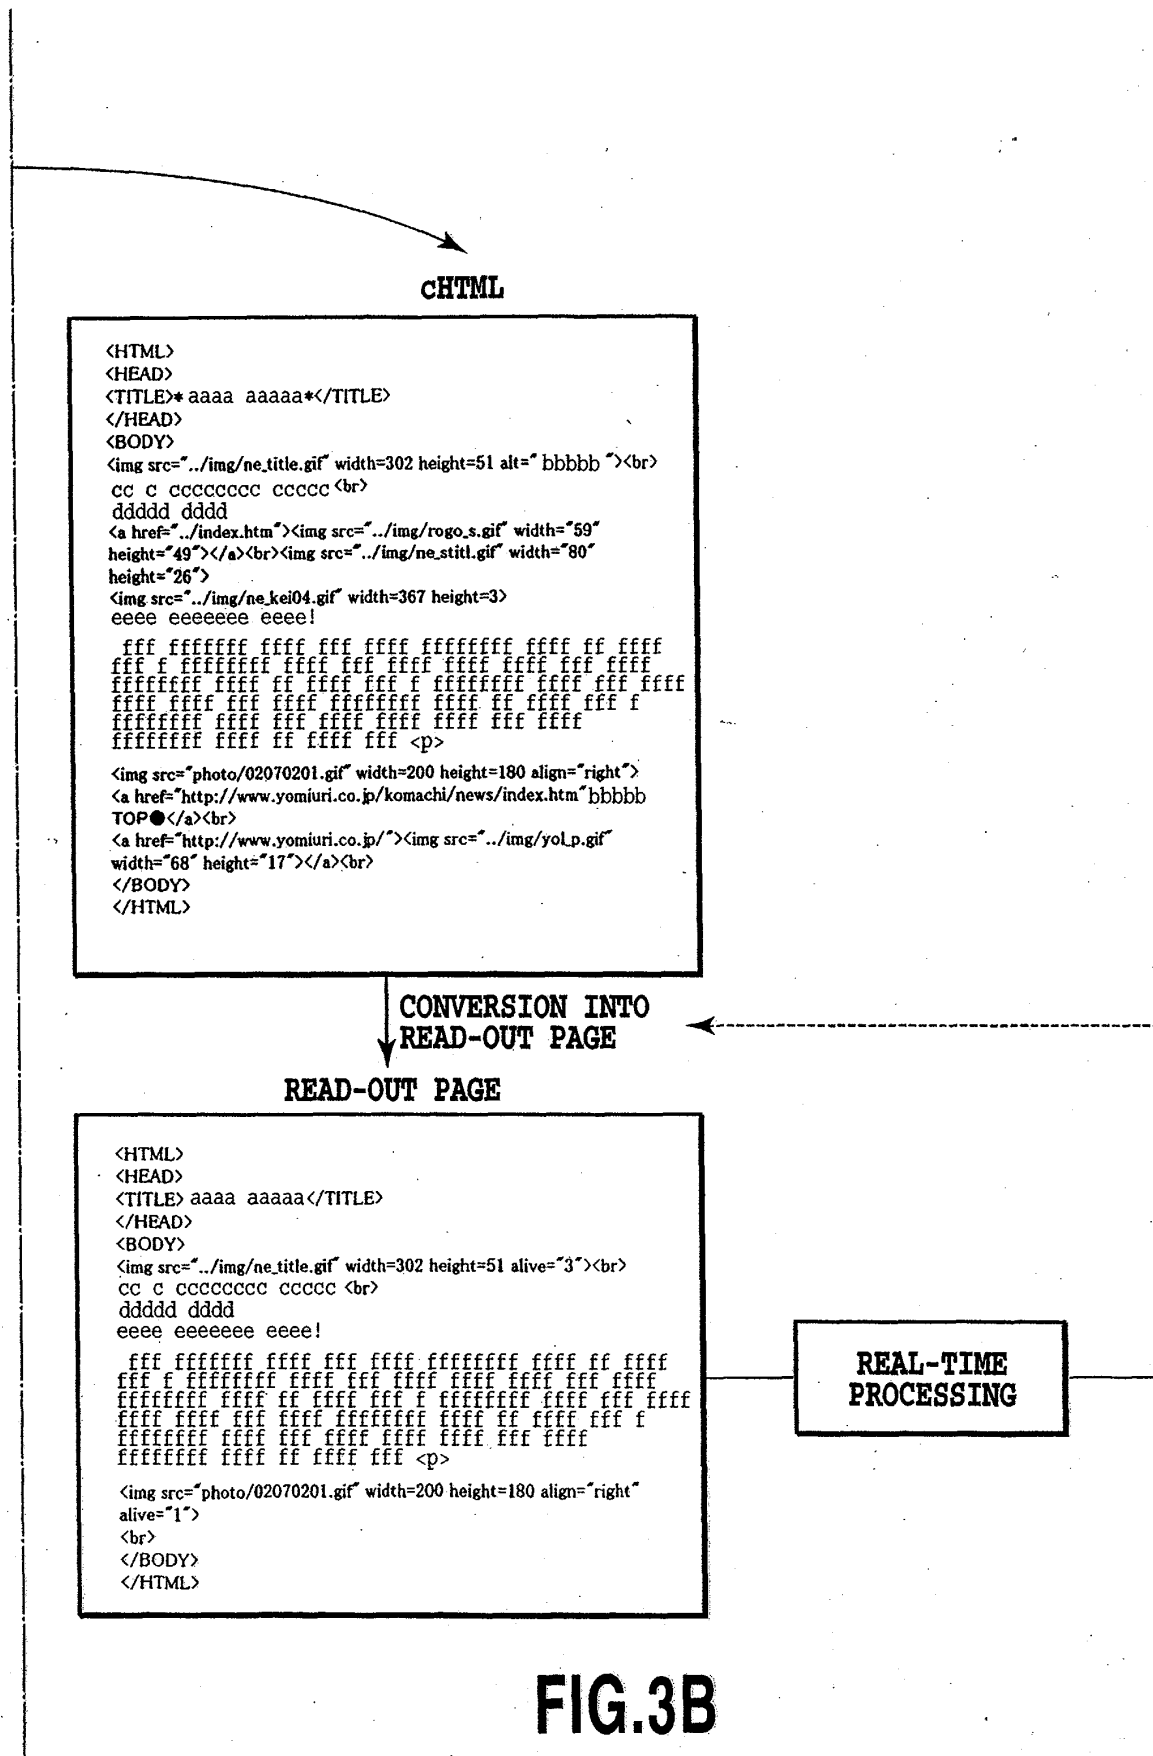 cHTML
<HTML>
<HEAD>
<TITLE>* aaaa aaaaa*</TITLE>
</HEAD>
<BODY>
<img src="../img/ne_title.gif" width=302 height=51 alt=" bbbbb "><br>
cc c cccccccc ccccc <br>
ddddd dddd
<a href="../index.htm"><img src="../img/rogo_s.gif" width="59"
height="49"></a><br><img src="../img/ne_stitl.gif" width="80"
height="26">
<img src="../img/ne_kei04.gif" width=367 height=3>
eeee eeeeeee eeee!
fff fffffff ffff fff ffff ffffffff ffff ff ffff
fff f ffffffff ffff fff ffff ffff ffff fff ffff
ffffffff ffff ff ffff fff f ffffffff ffff fff ffff
ffff ffff fff ffff ffffffff ffff ff ffff fff f
ffffffff ffff fff ffff ffff ffff fff ffff
ffffffff ffff ff ffff fff <p>
<img src="photo/02070201.gif" width=200 height=180 align="right">
<a href="http://www.yomiuri.co.jp/komachi/news/index.htm" bbbbb
TOP●</a><br>
<a href="http://www.yomiuri.co.jp/"><img src="../img/yol_p.gif"
width="68" height="17"></a><br>
</BODY>
</HTML>
CONVERSION INTO
READ-OUT PAGE
READ-OUT PAGE
<HTML>
<HEAD>
<TITLE> aaaa aaaaa</TITLE>
</HEAD>
<BODY>
<img src="../img/ne_title.gif" width=302 height=51 alive="3"><br>
cc c cccccccc ccccc <br>
ddddd dddd
eeee eeeeeee eeee!
fff fffffff ffff fff ffff ffffffff ffff ff ffff
fff f ffffffff ffff fff ffff ffff ffff fff ffff
ffffffff ffff ff ffff fff f ffffffff ffff fff ffff
ffff ffff fff ffff ffffffff ffff ff ffff fff f
ffffffff ffff fff ffff ffff ffff fff ffff
ffffffff ffff ff ffff fff <p>
<img src="photo/02070201.gif" width=200 height=180 align="right"
alive="1">
<br>
</BODY>
</HTML>
REAL-TIME
PROCESSING
FIG.3B